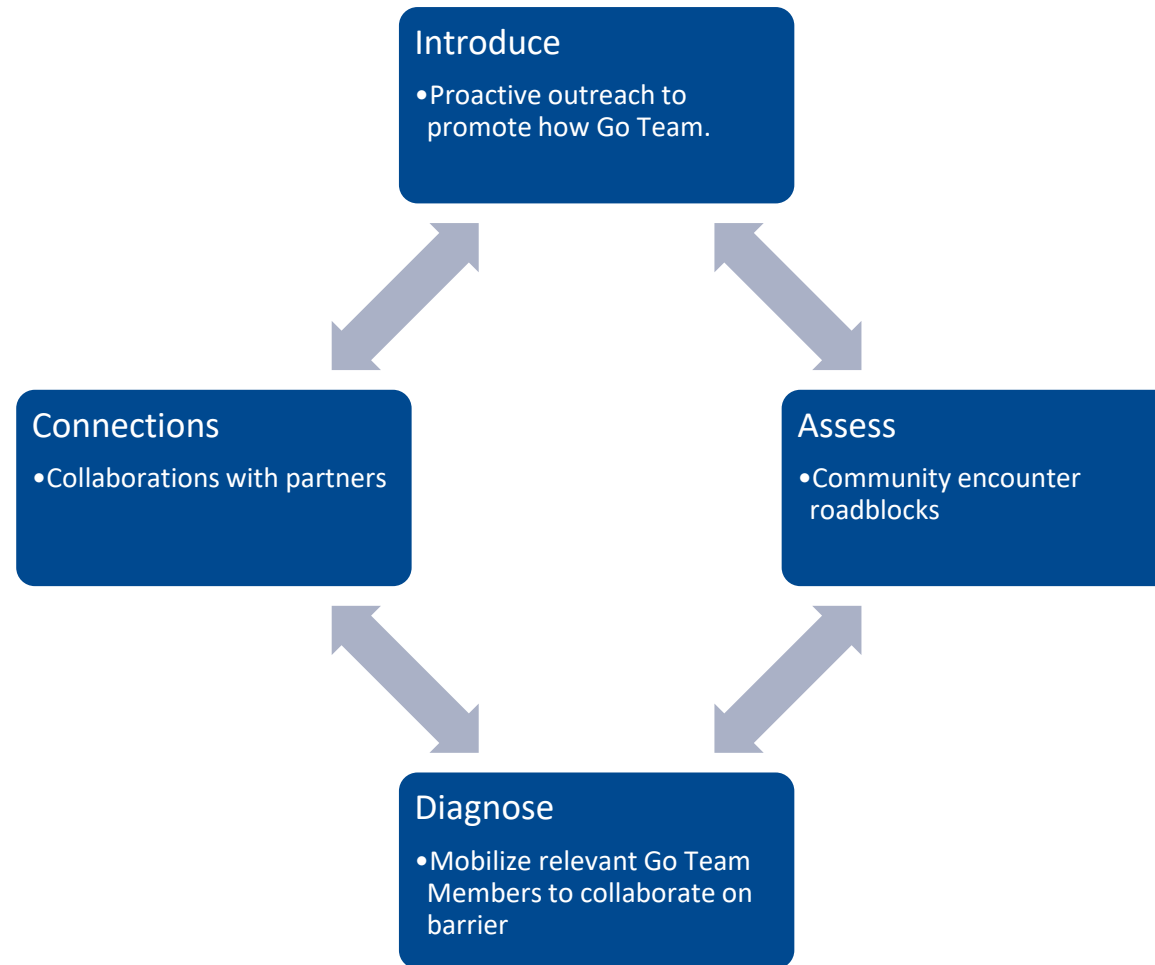 Introduce
•Proactive outreach to
promote how Go Team.
Connections
•Collaborations with partners
Assess
•Community encounter
roadblocks
Diagnose
•Mobilize relevant Go Team
Members to collaborate on
barrier